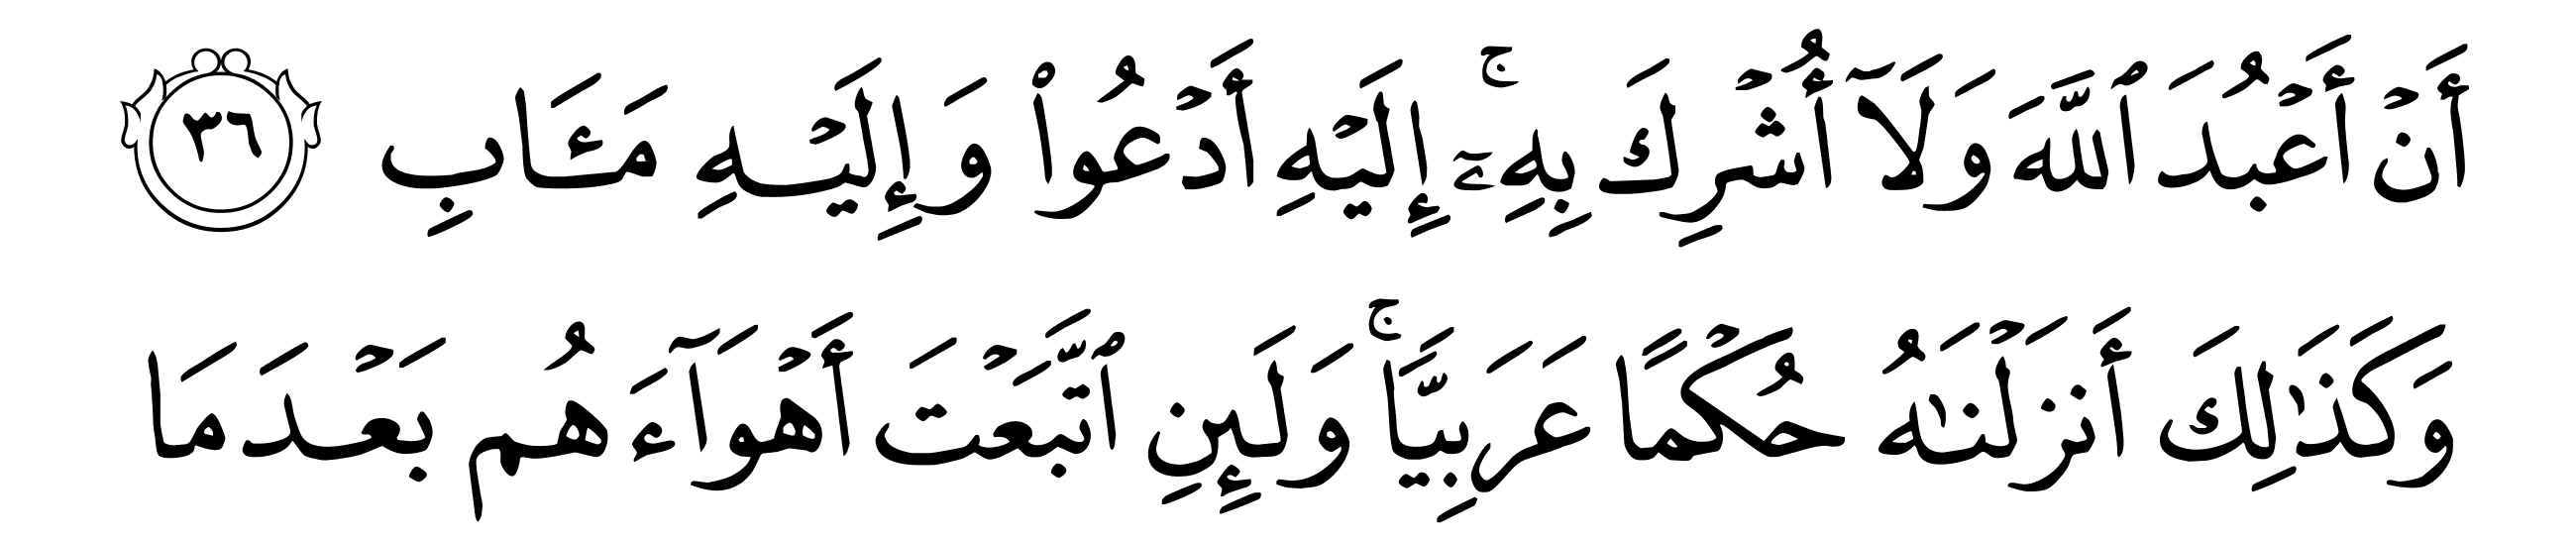 أَنۡ أَعۡبُدَ ٱللَّهَ وَلَآ أُشۡرِكَ بِهِۦٓۚ إِلَيۡهِ أَدۡعُواْ وَإِلَيۡهِ مَـَٔابِ ٣٦
وَكَذَٰلِكَ أَنزَلۡنَٰهُ حُكۡمًا عَرَبِيّٗاۚ وَلَئِنِ ٱتَّبَعۡتَ أَهۡوَآءَهُم بَعۡدَمَا